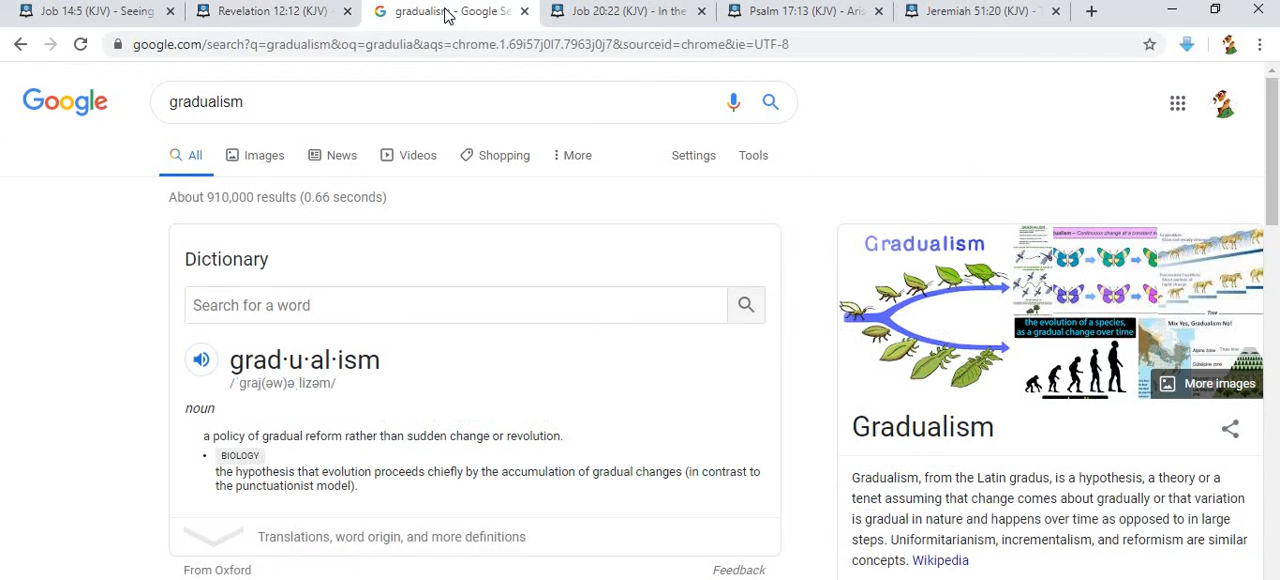 Job 14:5 (KJV) - Seeing
Revelation 12:12 (KJV)
gradualism - Google Se
Job 20:22 (KJV) - In the
Psalm 17:13 (KJV) - Aris
Jeremiah 51:20 (KJV) - T
google.com/search?q=gradualism&oq=gradulia&aqs=chrome.1.69i57j0l7.7963j0j7&sourceid=chrome&ie=UTF-8
Google
gradualism
All
Images
News
Videos
Shopping
More
Settings
Tools
About 910,000 results (0.66 seconds)
Dictionary
Search for a word
grad·u·al·ism
/ˈgraj(əw)əˌlizəm/
noun
a policy of gradual reform rather than sudden change or revolution.
• BIOLOGY
the hypothesis that evolution proceeds chiefly by the accumulation of gradual changes (in contrast to
the punctuationist model).
Translations, word origin, and more definitions
From Oxford
Feedback
Gradualism
the evolution of a species,
as a gradual change over time
Mix Yes, Gradualism No!
More images
Gradualism
Gradualism, from the Latin gradus, is a hypothesis, a theory or a
tenet assuming that change comes about gradually or that variation
is gradual in nature and happens over time as opposed to in large
steps. Uniformitarianism, incrementalism, and reformism are similar
concepts. Wikipedia